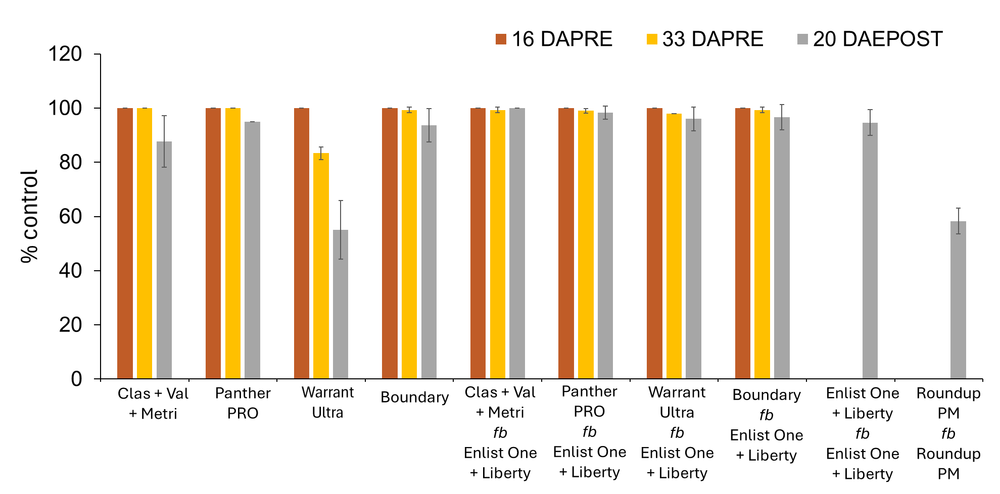 16 DAPRE
33 DAPRE
20 DAEPOST
120
100
80
60
40
20
0
% control
Clas + Val
+ Metri
Panther
PRO
Warrant
Ultra
Boundary
Clas + Val
+ Metri
fb
Enlist One
+ Liberty
Panther
PRO
fb
Enlist One
+ Liberty
Warrant
Ultra
fb
Enlist One
+ Liberty
Boundary
fb
Enlist One
+ Liberty
Enlist One
+ Liberty
fb
Enlist One
+ Liberty
Roundup
PM
fb
Roundup
PM